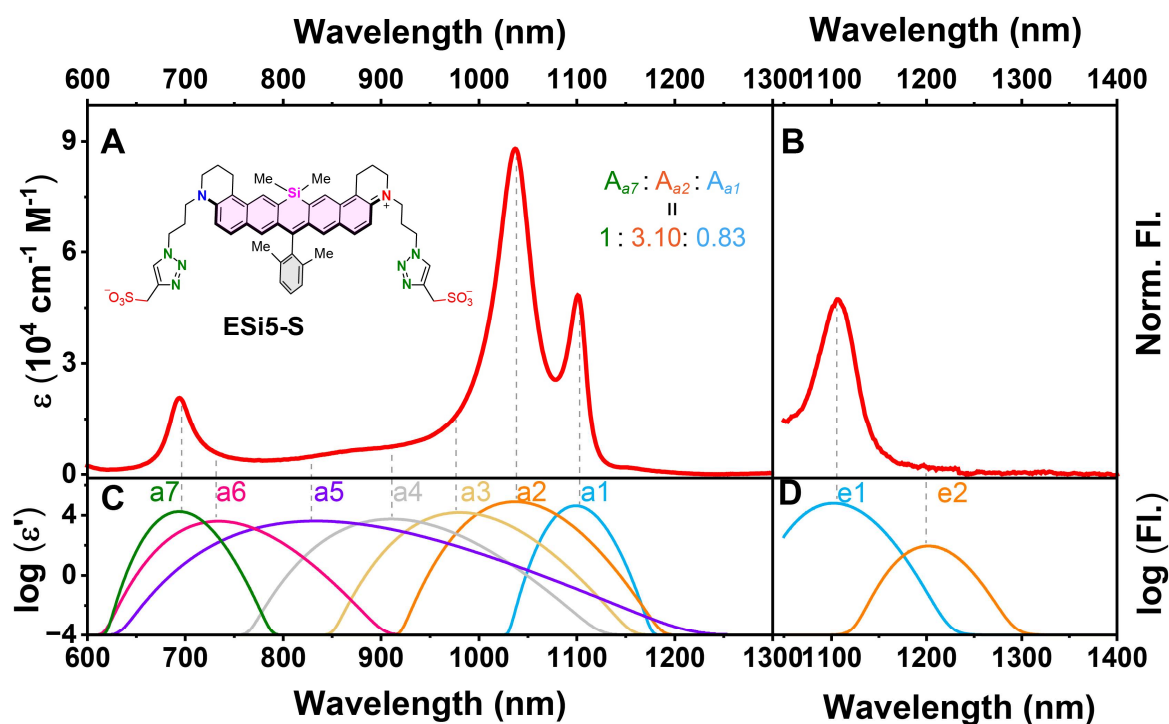 Wavelength (nm)
Wavelength (nm)
600 700 800 900 1000 1100 1200 1300
1100 1200 1300 1400
A
B
9
6
3
0
ε (10⁴ cm⁻¹ M⁻¹)
Norm. Fl.
Me Me
Si
N
N
+
Me Me
N
N
N
N
N
N
⁻O₃S
SO₃⁻
ESi5-S
Aₐ₇ : Aₐ₂ : Aₐ₁
=
1 : 3.10: 0.83
C
a7 a6 a5 a4 a3 a2 a1
D
e1 e2
4
0
−4
log (ε')
log (Fl.)
600 700 800 900 1000 1100 1200 1300
1100 1200 1300 1400
Wavelength (nm)
Wavelength (nm)